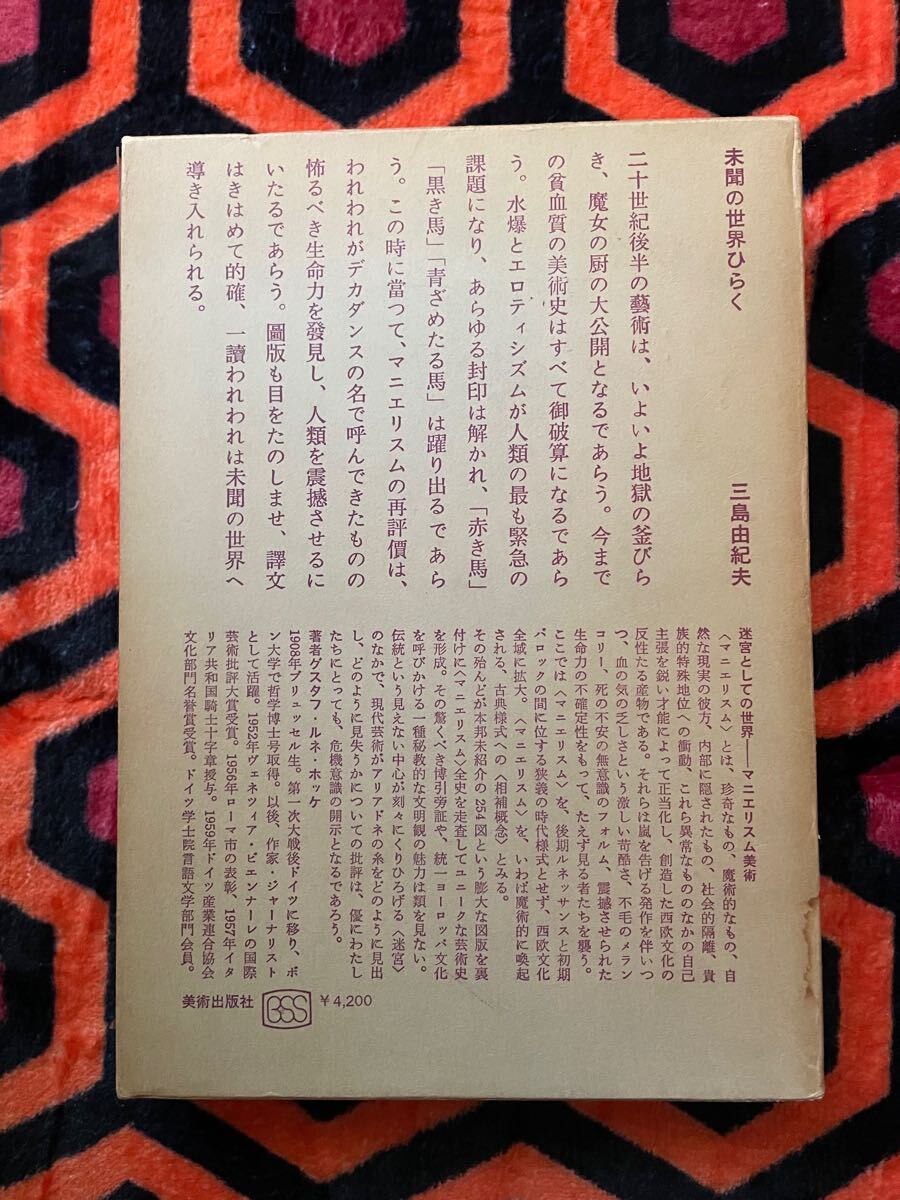 未聞の世界ひらく
三島由紀夫
二十世紀後半の藝術は、いよいよ地獄の釜びら
き、魔女の厨の大公開となるであらう。今まで
の貧血質の美術史はすべて御破算になるであら
う。水爆とエロティシズムが人類の最も緊急の
課題になり、あらゆる封印は解かれ、「赤き馬」
「黒き馬」「青ざめたる馬」は躍り出るであら
う。この時に當つて、マニエリスムの再評價は、
われわれがデカダンスの名で呼んできたものの
怖るべき生命力を發見し、人類を震撼させるに
いたるであらう。圖版も目をたのしませ、譯文
はきはめて的確、一讀われわれは未聞の世界へ
導き入れられる。
迷宮としての世界——マニエリスム美術
〈マニエリスム〉とは、珍奇なもの、魔術的なもの、自
然な現実の彼方、内部に隠されたもの、社会的隔離、貴
族的特殊地位への衝動、これら異常なもののなかの自己
主張を鋭い才能によって正当化し、創造した西欧文化の
反性たる産物である。それらは嵐を告げる発作を伴いつ
つ、血の気の乏しさという激しい苛酷さ、不毛のメラン
コリー、死の不安の無意識のフォルム、震撼させられた
生命力の不確定性をもって、たえず見る者たちを襲う。
ここでは〈マニエリスム〉を、後期ルネッサンスと初期
バロックの間に位する狭義の時代様式とせず、西欧文化
全域に拡大。〈マニエリスム〉を、いわば魔術的に喚起
される、古典様式への〈相補概念〉とみる。
その殆んどが本邦未紹介の254図という膨大な図版を裏
付けに〈マニエリスム〉全史を走査してユニークな芸術史
を形成。その驚くべき博引旁証や、統一ヨーロッパ文化
を呼びかける一種秘教的な文明観の魅力は類を見ない。
伝統という見えない中心が刻々にくりひろげる〈迷宮〉
のなかで、現代芸術がアリアドネの糸をどのように見出
し、どのように見失うかについての批評は、優にわたし
たちにとっても、危機意識の開示となるであろう。
著者グスタフ・ルネ・ホッケ
1908年ブリュッセル生。第一次大戦後ドイツに移り、ボ
ン大学で哲学博士号取得。以後、作家・ジャーナリスト
として活躍。1952年ヴェネツィア・ビエンナーレの国際
芸術批評大賞受賞。1956年ローマ市の表彰、1957年イタ
リア共和国騎士十字章授与。1959年ドイツ産業連合協会
文化部門名誉賞受賞。ドイツ学士院言語文学部門会員。
美術出版社 BSS ¥4,200